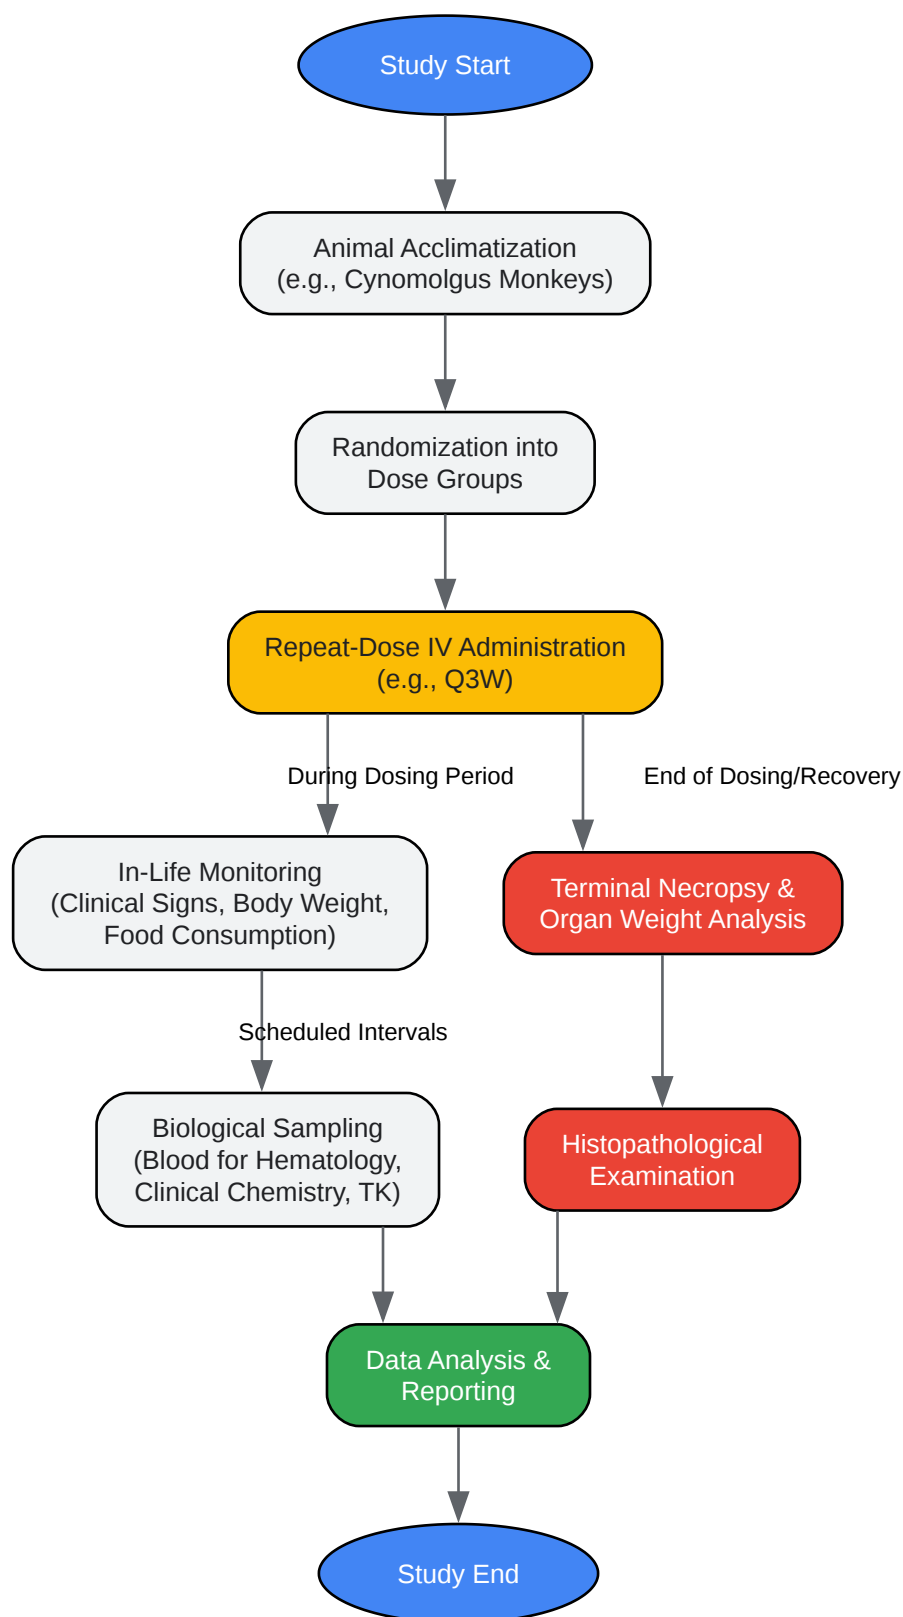 Study Start
Animal Acclimatization
(e.g., Cynomolgus Monkeys)
Randomization into
Dose Groups
Repeat-Dose IV Administration
(e.g., Q3W)
During Dosing Period
End of Dosing/Recovery
In-Life Monitoring
(Clinical Signs, Body Weight,
Food Consumption)
Terminal Necropsy &
Organ Weight Analysis
Scheduled Intervals
Biological Sampling
(Blood for Hematology,
Clinical Chemistry, TK)
Histopathological
Examination
Data Analysis &
Reporting
Study End